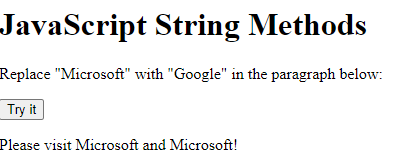 JavaScript String Methods
Replace "Microsoft" with "Google" in the paragraph below:
Try it
Please visit Microsoft and Microsoft!